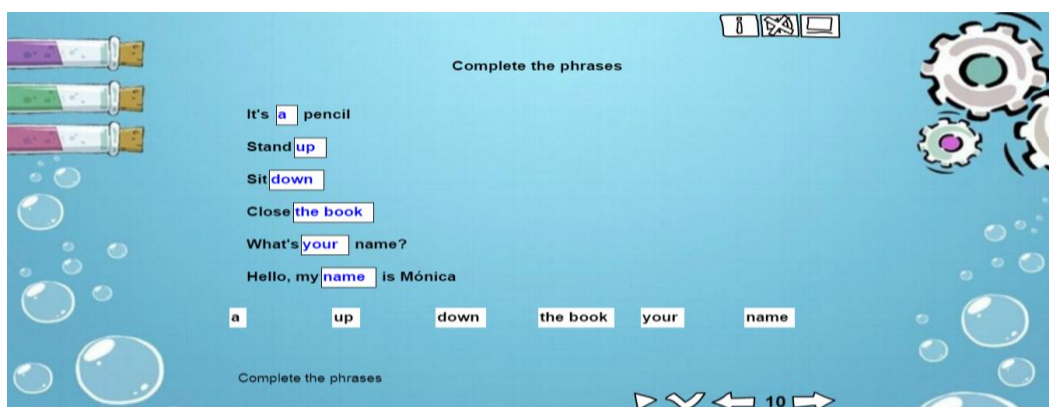 Complete the phrases
It's a pencil
Stand up
Sit down
Close the book
What's your name?
Hello, my name is Mónica
a up down the book your name
Complete the phrases
10